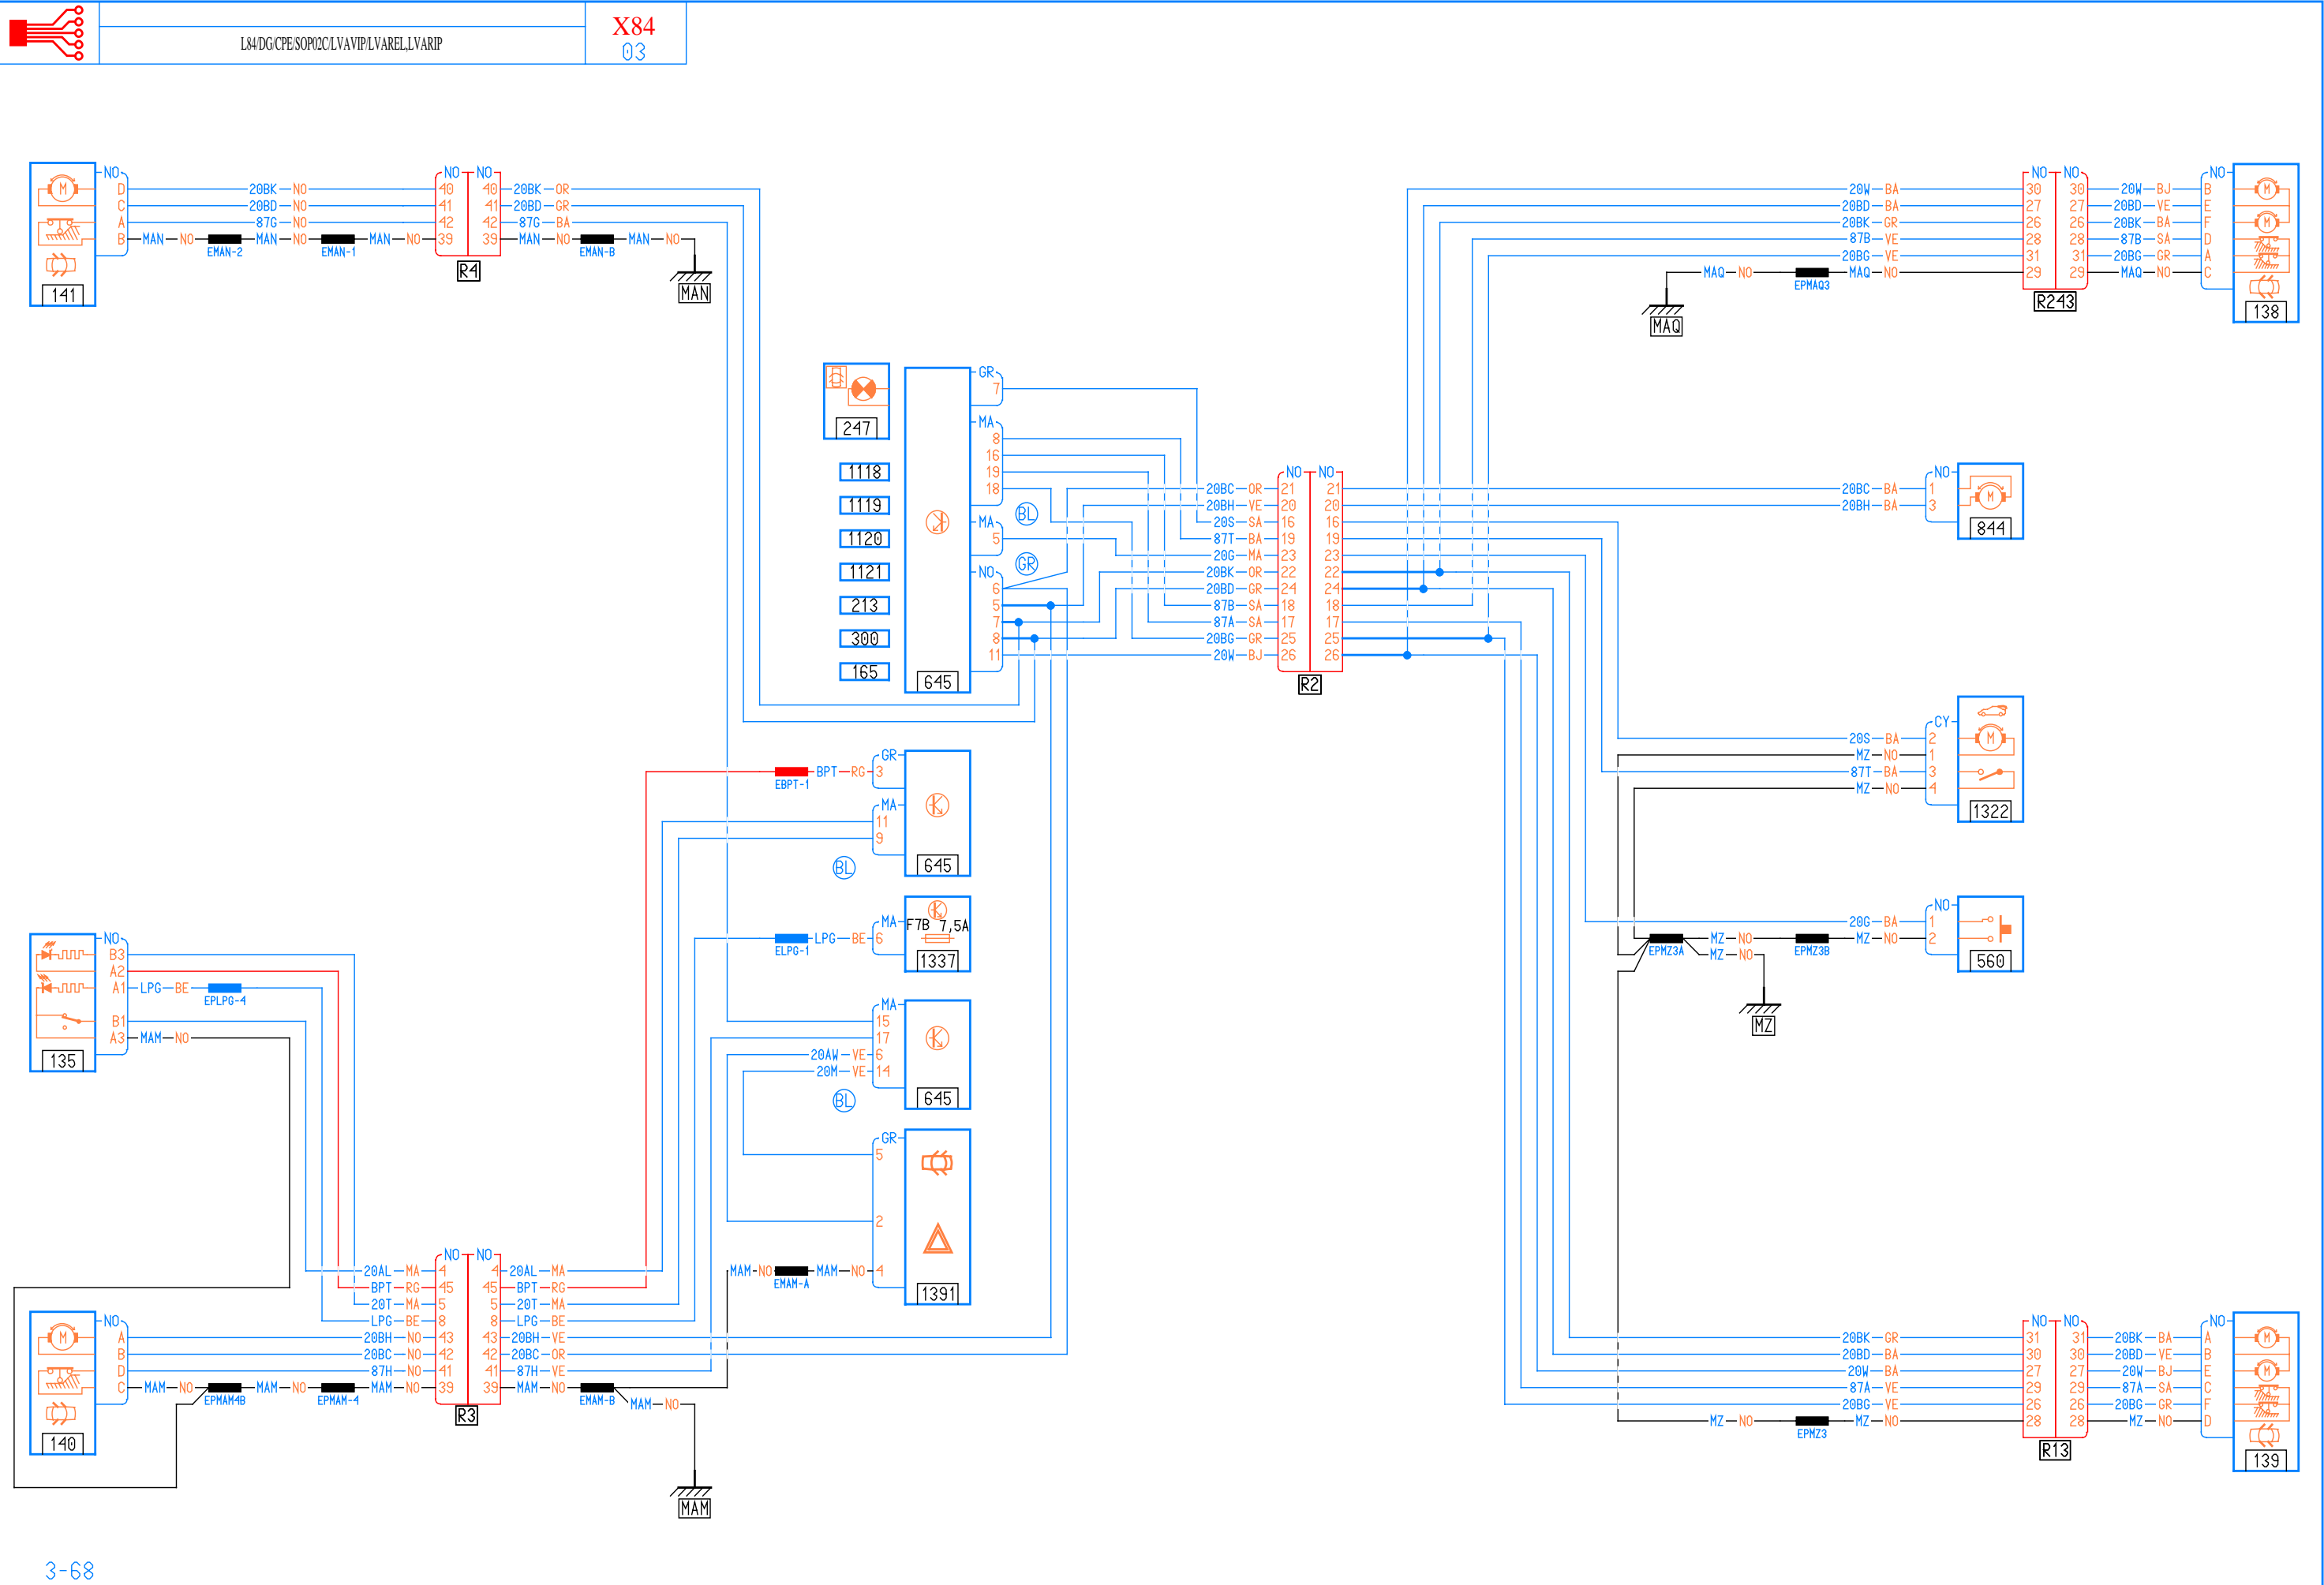 L84/DG/CPE/SOP02C/LVAVIP/LVAREL,LVARIP
X84
03
NO
D 20BK NO 40
C 20BD NO 41
A 87G NO 42
B MAN NO EMAN-2 MAN NO EMAN-1 MAN NO 39
141
NO NO
R4
40 20BK OR
41 20BD GR
42 87G BA
39 MAN NO EMAN-B MAN NO
MAN
20W BA 30
20BD BA 27
20BK GR 26
87B VE 28
20BG VE 31
MAQ NO EPMAQ3 MAQ NO 29
MAQ
NO NO
R243
30 20W BJ B
27 20BD VE E
26 20BK BA F
28 87B SA D
31 20BG GR A
29 MAQ NO C
NO
138
247
1118
1119
1120
1121
213
300
165
645
GR
7
MA
8
16
19
18
MA
5
NO
6
5
7
8
11
BL
GR
NO NO
20BC OR 21 21
20BH VE 20 20
20S SA 16 16
87T BA 19 19
20G MA 23 23
20BK OR 22 22
20BD GR 24 24
87B SA 18 18
87A SA 17 17
20BG GR 25 25
20W BJ 26 26
R2
NO
20BC BA 1
20BH BA 3
844
CY
20S BA 2
MZ NO 1
87T BA 3
MZ NO 4
1322
NO
20G BA 1
EPMZ3A MZ NO EPMZ3B MZ NO 2
MZ NO
560
MZ
GR
EBPT-1 BPT RG 3
MA
11
9
BL
645
MA
ELPG-1 LPG BE 6
F7B 7,5A
1337
MA
15
17
20AW VE 6
20M VE 14
BL
645
GR
5
2
MAM NO EMAM-A MAM NO 4
1391
NO
B3
A2
A1 LPG BE EPLPG-4
B1
A3 MAM NO
135
NO NO
20AL MA 4
BPT RG 45
20T MA 5
LPG BE 8
NO
A 20BH NO 43
B 20BC NO 42
D 87H NO 41
C MAM NO EPMAM4B MAM NO EPMAM-4 MAM NO 39
140
R3
4 20AL MA
45 BPT RG
5 20T MA
8 LPG BE
43 20BH VE
42 20BC OR
41 87H VE
39 MAM NO EMAM-B
MAM NO
MAM
NO NO
20BK GR 31
20BD BA 30
20W BA 27
87A VE 29
20BG VE 26
MZ NO EPMZ3 MZ NO 28
R13
31 20BK BA A
30 20BD VE B
27 20W BJ E
29 87A SA C
26 20BG GR F
28 MZ NO D
NO
139
M
M
M
M
M
M
M
M
3-68